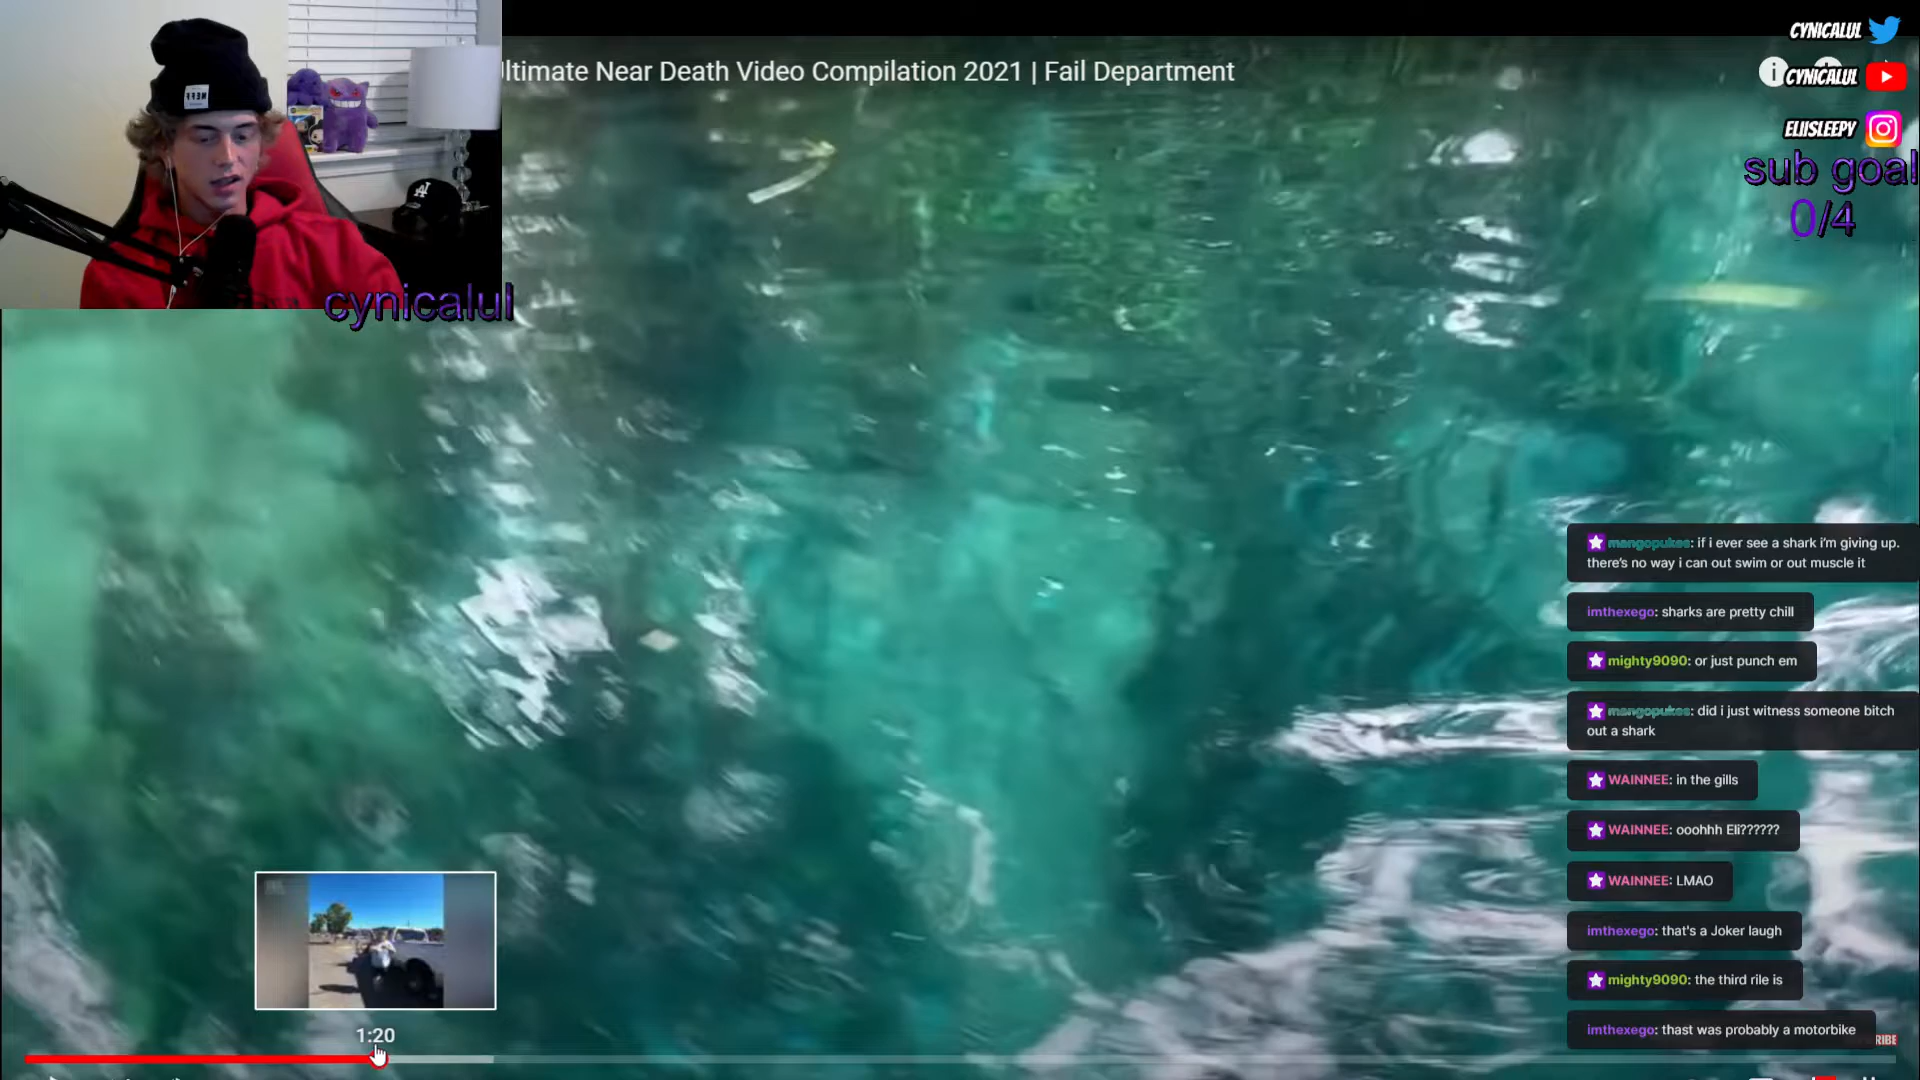 ltimate Near Death Video Compilation 2021 | Fail Department
CYNICALUL
CYNICALUL
ELIISLEEPY
sub goal
0/4
LA
cynicalul
mangopukes: if i ever see a shark i'm giving up.
there's no way i can out swim or out muscle it
imthexego: sharks are pretty chill
mighty9090: or just punch em
mangopukes: did i just witness someone bitch
out a shark
WAINNEE: in the gills
WAINNEE: ooohhh Eli??????
WAINNEE: LMAO
imthexego: that's a Joker laugh
mighty9090: the third rile is
imthexego: thast was probably a motorbike
RIBE
1:20